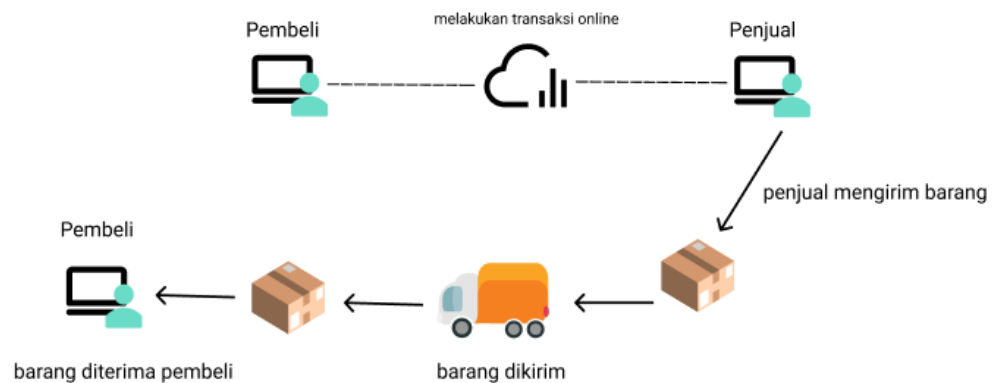 melakukan transaksi online
Pembeli
Penjual
penjual mengirim barang
Pembeli
barang diterima pembeli
barang dikirim